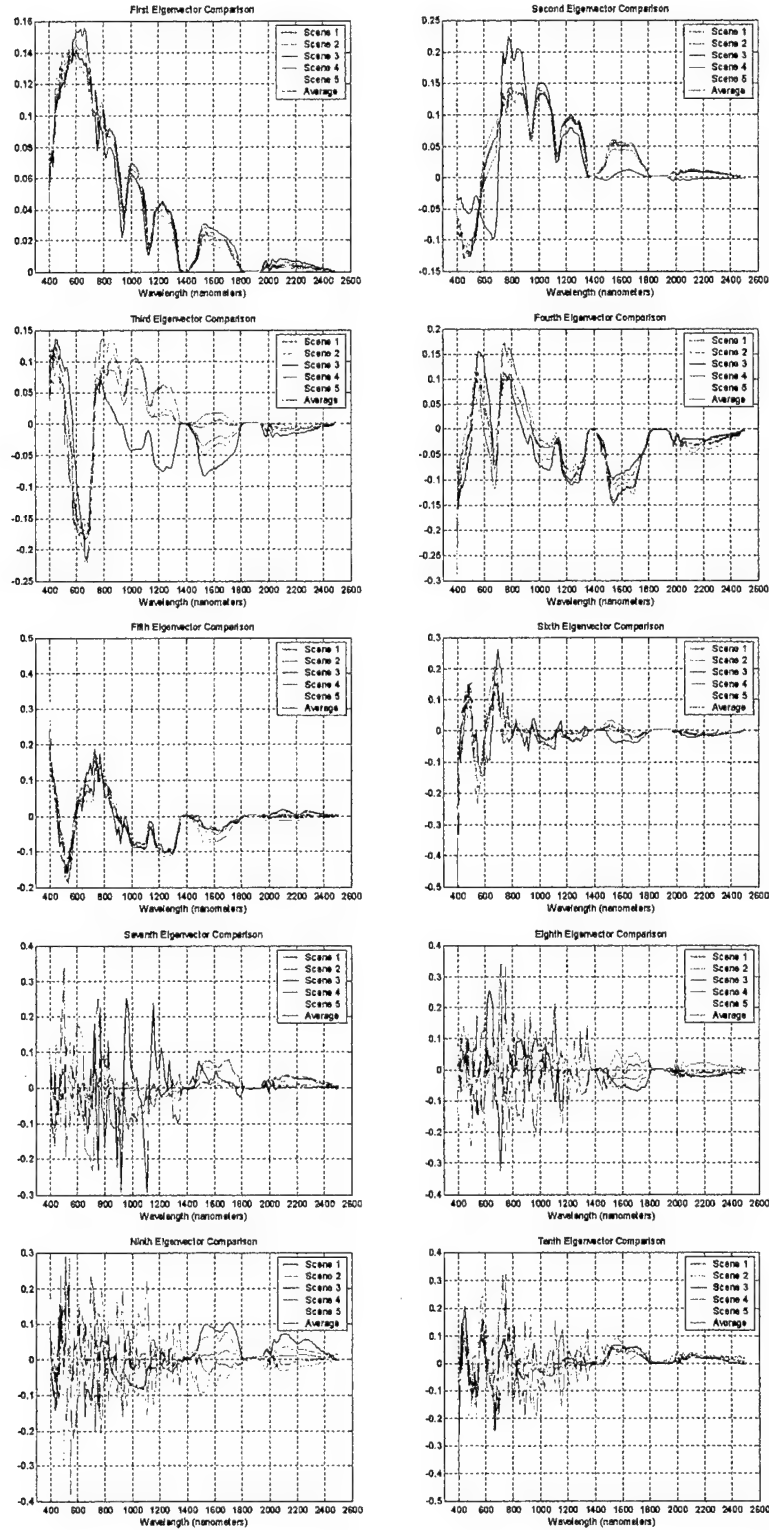 First Eigenvector Comparison
Scene 1
Scene 2
Scene 3
Scene 4
Scene 5
Average
0.16
0.14
0.12
0.1
0.08
0.06
0.04
0.02
0
400 600 800 1000 1200 1400 1600 1800 2000 2200 2400 2600
Wavelength (nanometers)
Second Eigenvector Comparison
Scene 1
Scene 2
Scene 3
Scene 4
Scene 5
Average
0.25
0.2
0.15
0.1
0.05
0
-0.05
-0.1
-0.15
400 600 800 1000 1200 1400 1600 1800 2000 2200 2400 2600
Wavelength (nanometers)
Third Eigenvector Comparison
Scene 1
Scene 2
Scene 3
Scene 4
Scene 5
Average
0.15
0.1
0.05
0
-0.05
-0.1
-0.15
-0.2
-0.25
400 600 800 1000 1200 1400 1600 1800 2000 2200 2400 2600
Wavelength (nanometers)
Fourth Eigenvector Comparison
Scene 1
Scene 2
Scene 3
Scene 4
Scene 5
Average
0.2
0.15
0.1
0.05
0
-0.05
-0.1
-0.15
-0.2
-0.25
-0.3
400 600 800 1000 1200 1400 1600 1800 2000 2200 2400 2600
Wavelength (nanometers)
Fifth Eigenvector Comparison
Scene 1
Scene 2
Scene 3
Scene 4
Scene 5
Average
0.5
0.4
0.3
0.2
0.1
0
-0.1
-0.2
400 600 800 1000 1200 1400 1600 1800 2000 2200 2400 2600
Wavelength (nanometers)
Sixth Eigenvector Comparison
Scene 1
Scene 2
Scene 3
Scene 4
Scene 5
Average
0.3
0.2
0.1
0
-0.1
-0.2
-0.3
-0.4
-0.5
400 600 800 1000 1200 1400 1600 1800 2000 2200 2400 2600
Wavelength (nanometers)
Seventh Eigenvector Comparison
Scene 1
Scene 2
Scene 3
Scene 4
Scene 5
Average
0.4
0.3
0.2
0.1
0
-0.1
-0.2
-0.3
400 600 800 1000 1200 1400 1600 1800 2000 2200 2400 2600
Wavelength (nanometers)
Eighth Eigenvector Comparison
Scene 1
Scene 2
Scene 3
Scene 4
Scene 5
Average
0.4
0.3
0.2
0.1
0
-0.1
-0.2
-0.3
-0.4
400 600 800 1000 1200 1400 1600 1800 2000 2200 2400 2600
Wavelength (nanometers)
Ninth Eigenvector Comparison
Scene 1
Scene 2
Scene 3
Scene 4
Scene 5
Average
0.3
0.2
0.1
0
-0.1
-0.2
-0.3
-0.4
400 600 800 1000 1200 1400 1600 1800 2000 2200 2400 2600
Wavelength (nanometers)
Tenth Eigenvector Comparison
Scene 1
Scene 2
Scene 3
Scene 4
Scene 5
Average
0.4
0.3
0.2
0.1
0
-0.1
-0.2
-0.3
-0.4
-0.5
400 600 800 1000 1200 1400 1600 1800 2000 2200 2400 2600
Wavelength (nanometers)